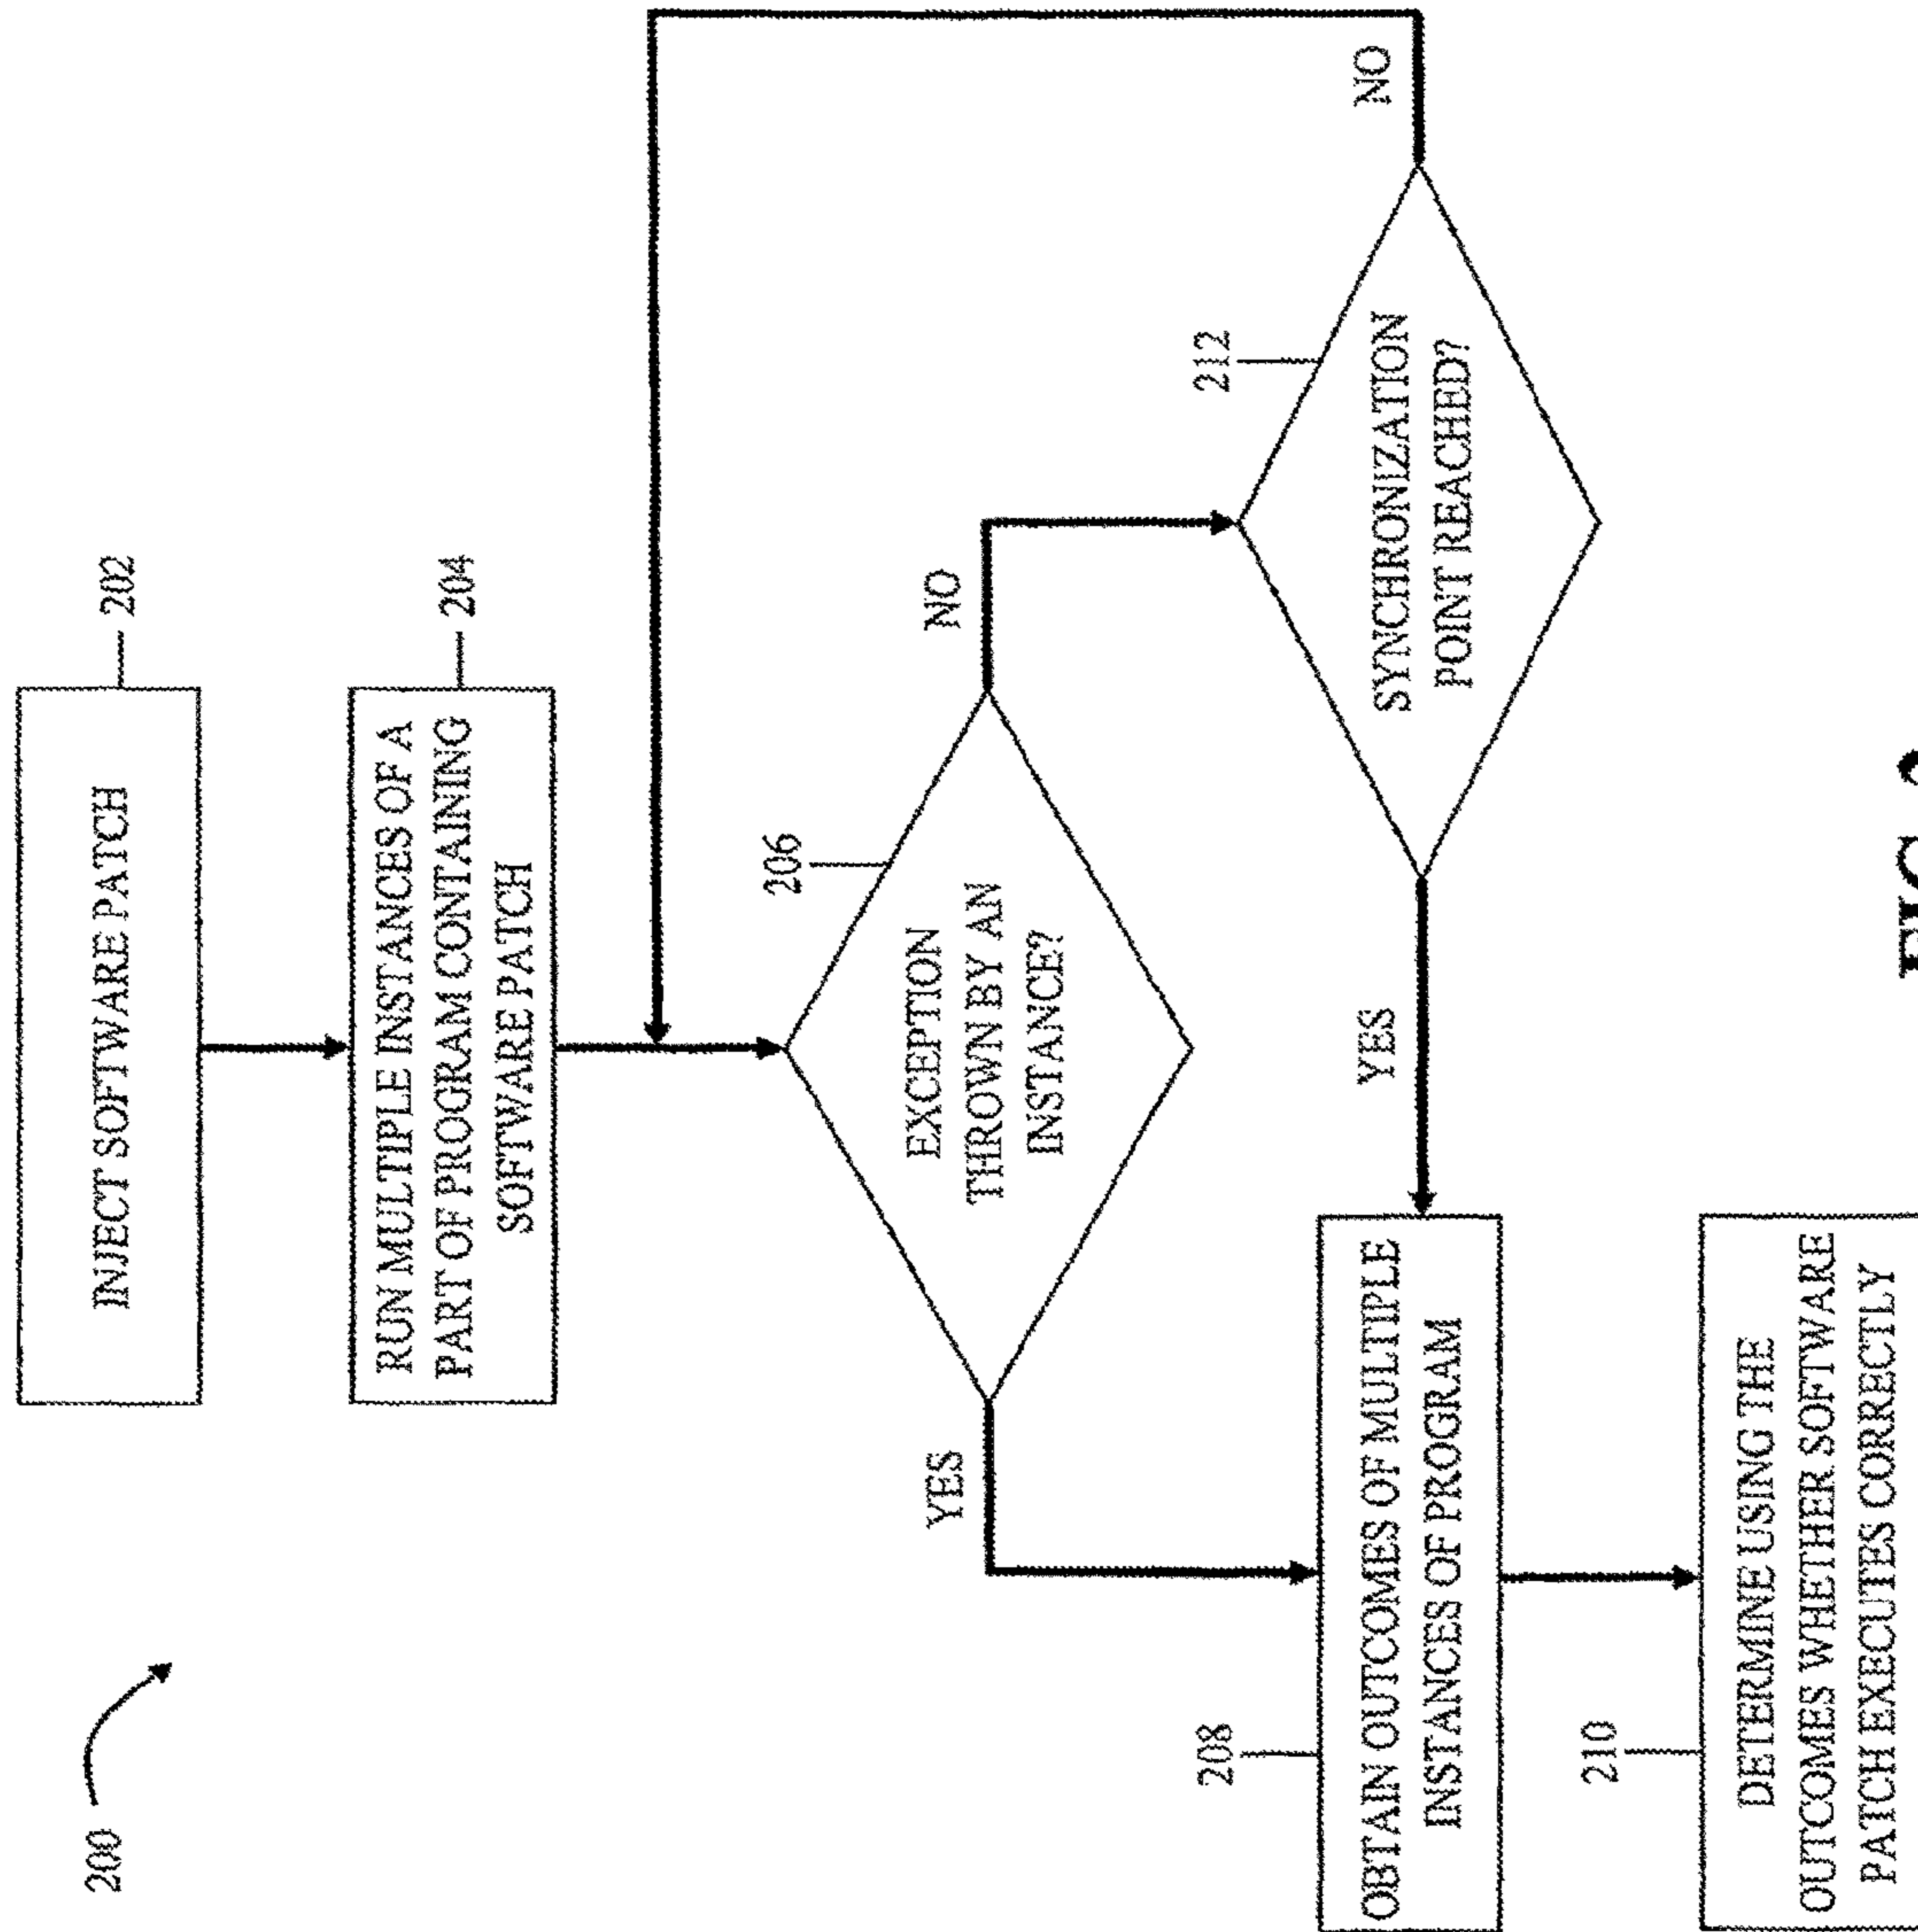 200
INJECT SOFTWARE PATCH
202
RUN MULTIPLE INSTANCES OF A
PART OF PROGRAM CONTAINING
SOFTWARE PATCH
204
EXCEPTION
THROWN BY AN
INSTANCE?
206
YES
NO
SYNCHRONIZATION
POINT REACHED?
212
YES
NO
OBTAIN OUTCOMES OF MULTIPLE
INSTANCES OF PROGRAM
208
DETERMINE USING THE
OUTCOMES WHETHER SOFTWARE
PATCH EXECUTES CORRECTLY
210